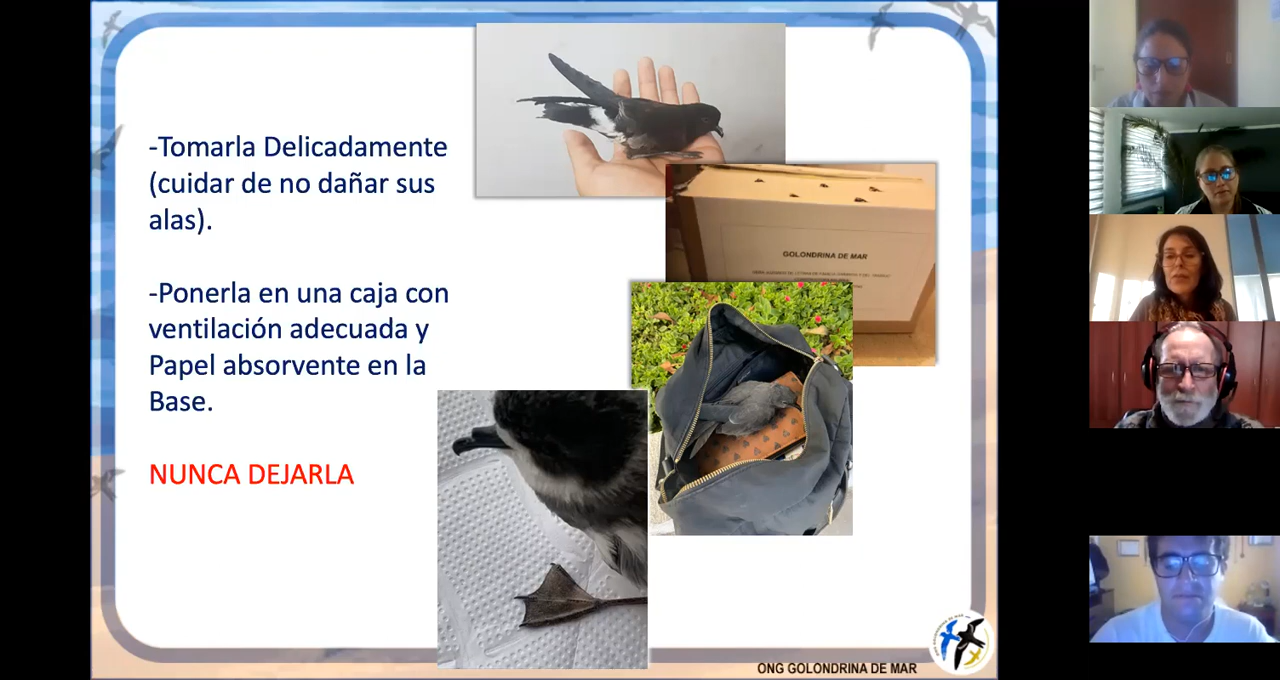 -Tomarla Delicadamente
(cuidar de no dañar sus
alas).
-Ponerla en una caja con
ventilación adecuada y
Papel absorvente en la
Base.
NUNCA DEJARLA
GOLONDRINA DE MAR
ONG GOLONDRINA DE MAR